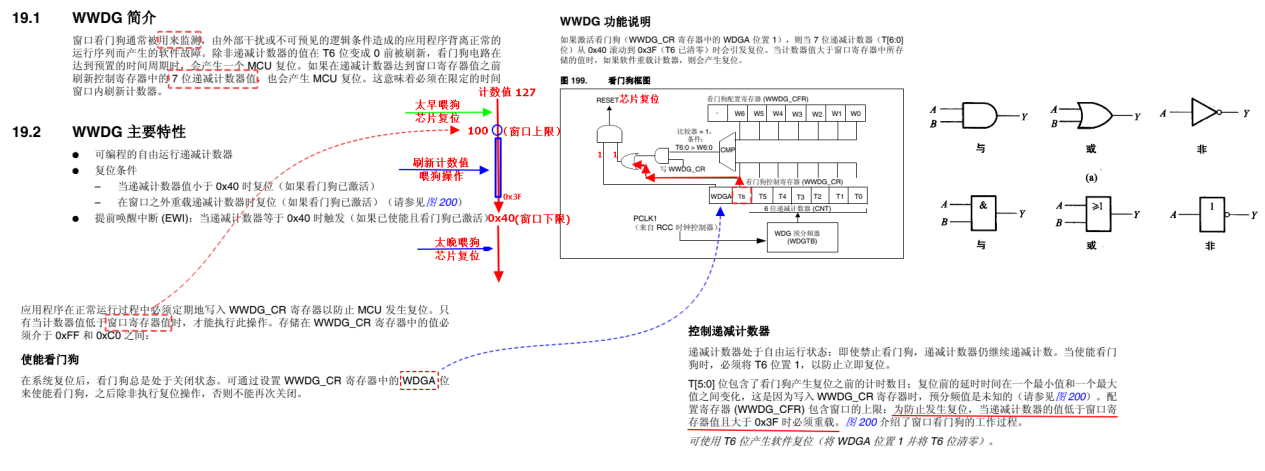 19.1 WWDG 简介
窗口看门狗通常被用来监测，由外部干扰或不可预见的逻辑条件造成的应用程序背离正常的
运行序列而产生的软件故障。除非递减计数器的值在 T6 位变成 0 前被刷新，看门狗电路在
达到预置的时间周期时，会产生一个 MCU 复位。如果在递减计数器达到窗口寄存器值之前
刷新控制寄存器中的 7 位递减计数器值，也会产生 MCU 复位。这意味着必须在限定的时间
窗口内刷新计数器。
19.2 WWDG 主要特性
● 可编程的自由运行递减计数器
● 复位条件
– 当递减计数器值小于 0x40 时复位（如果看门狗已激活）
– 在窗口之外重载递减计数器时复位（如果看门狗已激活）（请参见图 200）
● 提前唤醒中断 (EWI)：当递减计数器等于 0x40 时触发（如果已使能且看门狗已激活）
计数值 127
太早喂狗
芯片复位
100 （窗口上限）
刷新计数值
喂狗操作
0x3F
0x40(窗口下限)
太晚喂狗
芯片复位
应用程序在正常运行过程中必须定期地写入 WWDG_CR 寄存器以防止 MCU 发生复位。只
有当计数器值低于窗口寄存器值时，才能执行此操作。存储在 WWDG_CR 寄存器中的值必
须介于 0xFF 和 0xC0 之间：
使能看门狗
在系统复位后，看门狗总是处于关闭状态。可通过设置 WWDG_CR 寄存器中的 WDGA 位
来使能看门狗，之后除非执行复位操作，否则不能再次关闭。
WWDG 功能说明
如果激活看门狗（WWDG_CR 寄存器中的 WDGA 位置 1），则当 7 位递减计数器（T[6:0]
位）从 0x40 滚动到 0x3F（T6 已清零）时会引发复位。当计数器值大于窗口寄存器中所存
储的值时，如果软件重载计数器，则会产生复位。
图 199. 看门狗框图
RESET 芯片复位
看门狗配置寄存器 (WWDG_CFR)
- W6 W5 W4 W3 W2 W1 W0
比较器 = 1，
条件：
T6:0 > W6:0
CMP
1 1
写 WWDG_CR
看门狗控制寄存器 (WWDG_CR)
WDGA T6 T5 T4 T3 T2 T1 T0
6 位递减计数器 (CNT)
PCLK1
（来自 RCC 时钟控制器）
WDG 预分频器
(WDGTB)
A B Y
A B Y
A Y
与 或 非
(a)
A B & Y
A B ≥1 Y
A 1 Y
与 或 非
控制递减计数器
递减计数器处于自由运行状态：即使禁止看门狗，递减计数器仍继续递减计数。当使能看门
狗时，必须将 T6 位置 1，以防止立即复位。
T[5:0] 位包含了看门狗产生复位之前的计时数目；复位前的延时时间在一个最小值和一个最大
值之间变化，这是因为写入 WWDG_CR 寄存器时，预分频值是未知的（请参见图 200）。配
置寄存器 (WWDG_CFR) 包含窗口的上限：为防止发生复位，当递减计数器的值低于窗口寄
存器值且大于 0x3F 时必须重载。图 200 介绍了窗口看门狗的工作过程。
可使用 T6 位产生软件复位（将 WDGA 位置 1 并将 T6 位清零）。